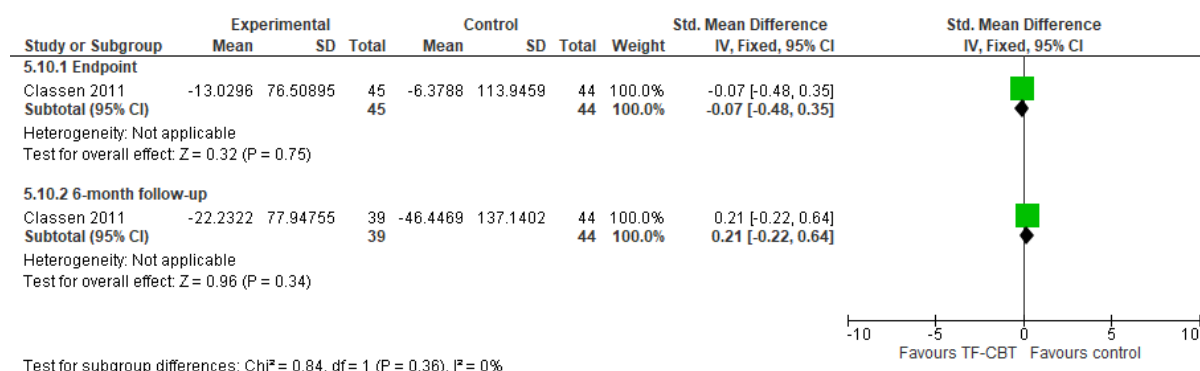 Experimental Control Std. Mean Difference Std. Mean Difference
Study or Subgroup Mean SD Total Mean SD Total Weight IV, Fixed, 95% CI IV, Fixed, 95% CI
5.10.1 Endpoint
Classen 2011 -13.0296 76.50895 45 -6.3788 113.9459 44 100.0% -0.07 [-0.48, 0.35]
Subtotal (95% CI) 45 44 100.0% -0.07 [-0.48, 0.35]
Heterogeneity: Not applicable
Test for overall effect: Z = 0.32 (P = 0.75)
5.10.2 6-month follow-up
Classen 2011 -22.2322 77.94755 39 -46.4469 137.1402 44 100.0% 0.21 [-0.22, 0.64]
Subtotal (95% CI) 39 44 100.0% 0.21 [-0.22, 0.64]
Heterogeneity: Not applicable
Test for overall effect: Z = 0.96 (P = 0.34)
-10 -5 0 5 10
Favours TF-CBT Favours control
Test for subgroup differences: Chi² = 0.84, df = 1 (P = 0.36), I² = 0%